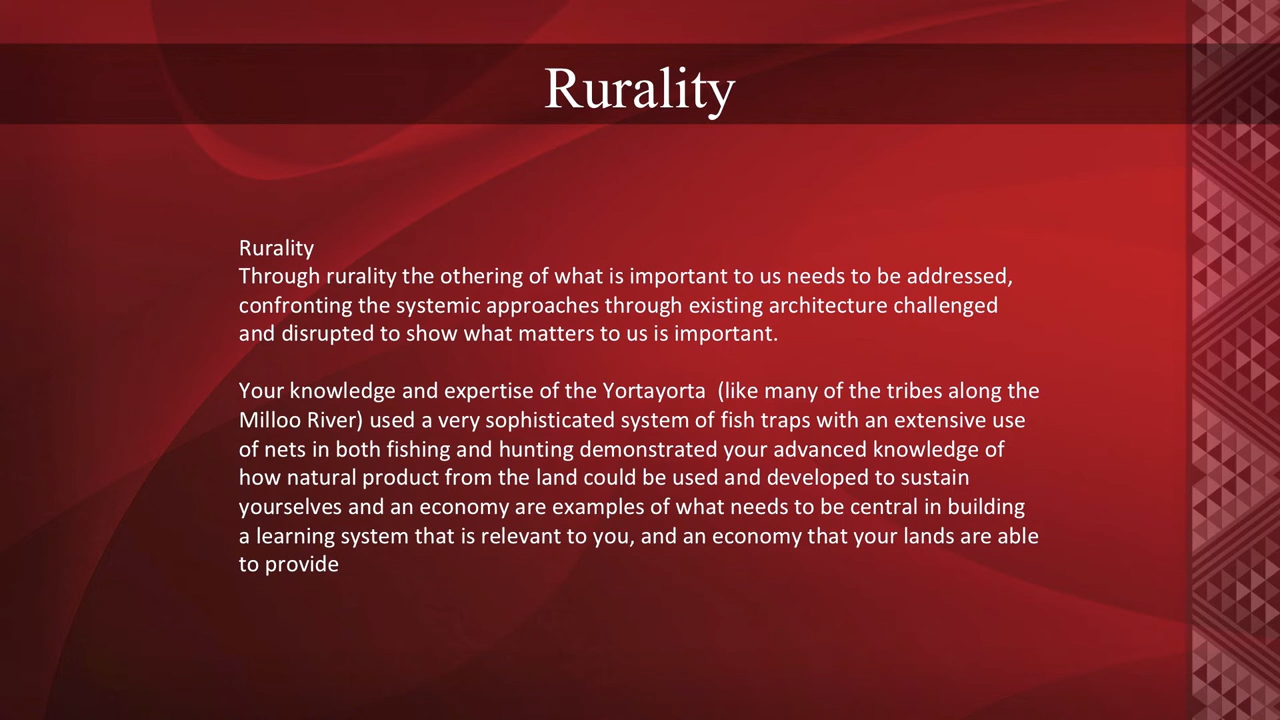 Rurality
Rurality
Through rurality the othering of what is important to us needs to be addressed,
confronting the systemic approaches through existing architecture challenged
and disrupted to show what matters to us is important.
Your knowledge and expertise of the Yortayorta  (like many of the tribes along the
Milloo River) used a very sophisticated system of fish traps with an extensive use
of nets in both fishing and hunting demonstrated your advanced knowledge of
how natural product from the land could be used and developed to sustain
yourselves and an economy are examples of what needs to be central in building
a learning system that is relevant to you, and an economy that your lands are able
to provide